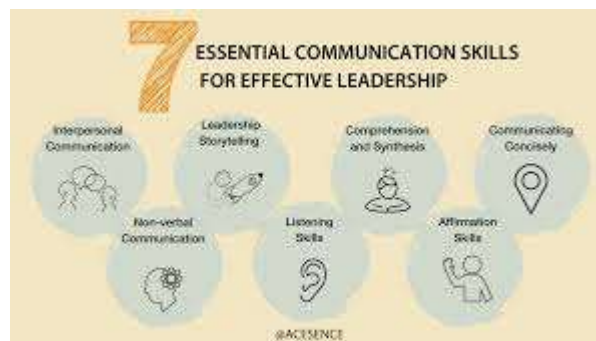 7
ESSENTIAL COMMUNICATION SKILLS
FOR EFFECTIVE LEADERSHIP
Interpersonal
Communication
Leadership
Storytelling
Comprehension
and Synthesis
Communicating
Concisely
Non-verbal
Communication
Listening
Skills
Affirmation
Skills
@ACESENCE